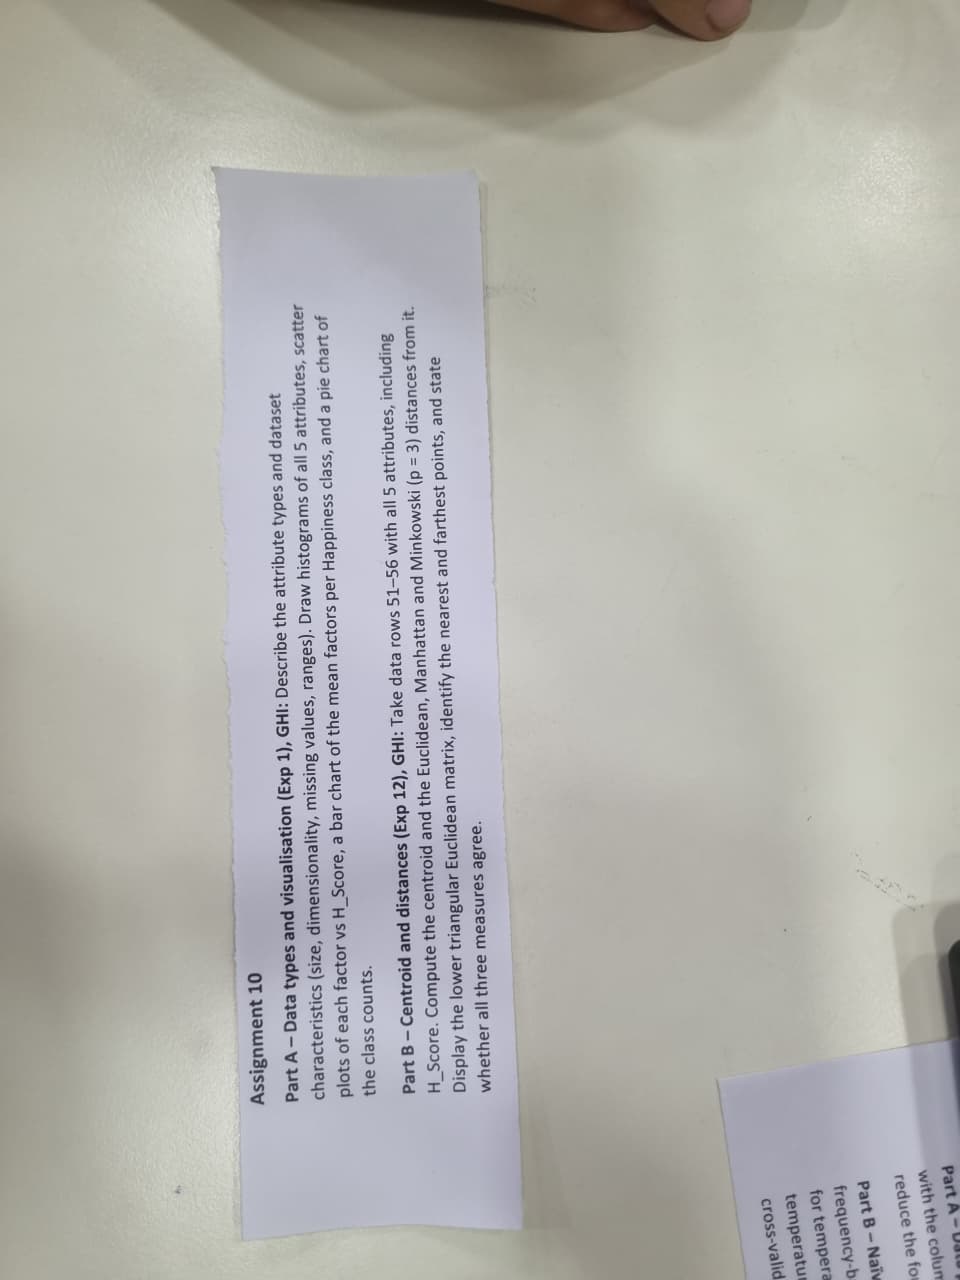 Assignment 10
Part A – Data types and visualisation (Exp 1), GHI: Describe the attribute types and dataset
characteristics (size, dimensionality, missing values, ranges). Draw histograms of all 5 attributes, scatter
plots of each factor vs H_Score, a bar chart of the mean factors per Happiness class, and a pie chart of
the class counts.
Part B – Centroid and distances (Exp 12), GHI: Take data rows 51–56 with all 5 attributes, including
H_Score. Compute the centroid and the Euclidean, Manhattan and Minkowski (p = 3) distances from it.
Display the lower triangular Euclidean matrix, identify the nearest and farthest points, and state
whether all three measures agree.
cross-valid
temperatu
for tempera
frequency-b
Part B – Naïv
reduce the fo
with the colum
Part A –